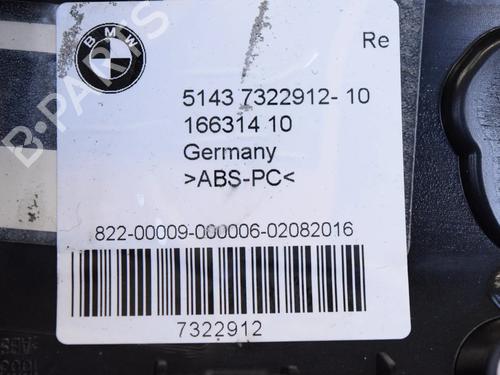 BMW
Re
5143 7322912- 10
166314 10
Germany
>ABS-PC<
822-00009-000006-02082016
7322912
B-PARTS